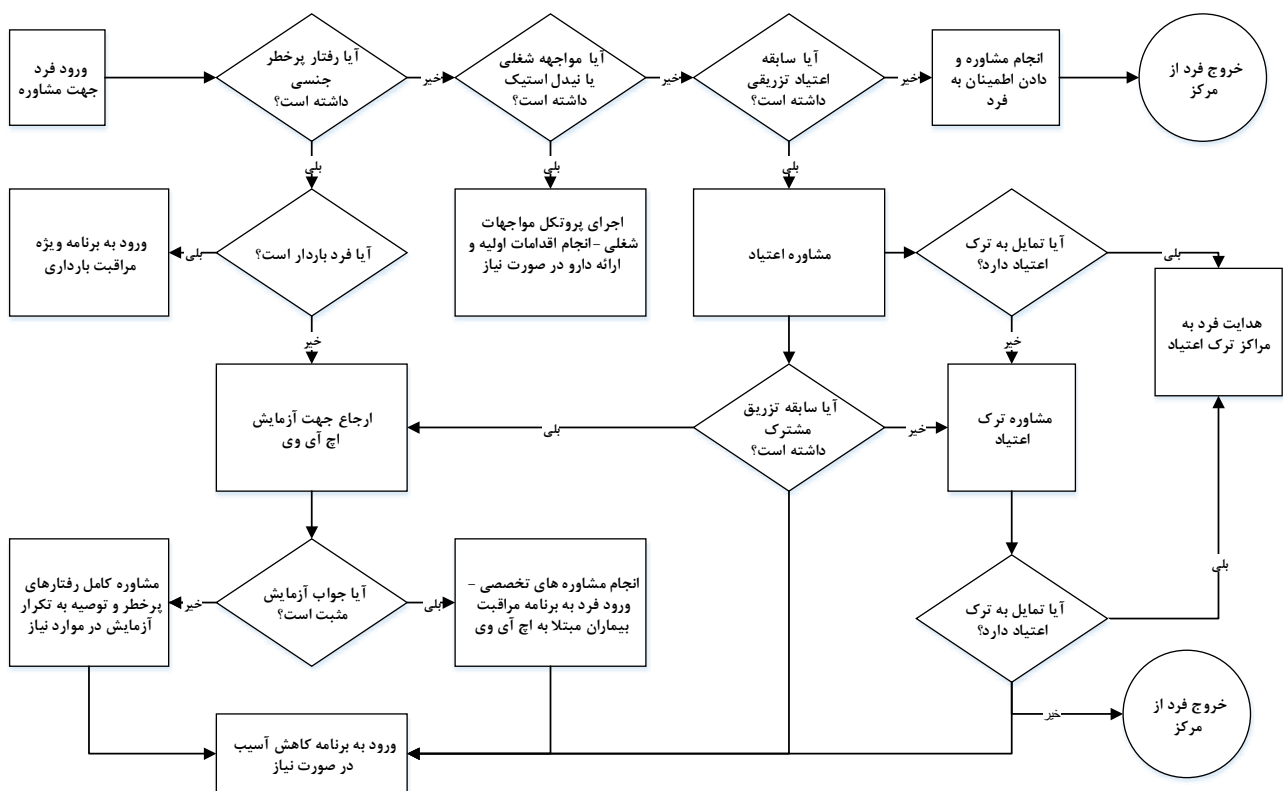 ورود فرد
جهت مشاوره
آیا رفتار پرخطر
جنسی
داشته است؟
خیر
آیا مواجهه شغلی
یا نیدل استیک
داشته است؟
خیر
آیا سابقه
اعتیاد تزریقی
داشته است؟
خیر
انجام مشاوره و
دادن اطمینان به
فرد
خروج فرد از
مرکز
بلی
بلی
بلی
ورود به برنامه ویژه
مراقبت بارداری
بلی
آیا فرد باردار است؟
اجرای پروتکل مواجهات
شغلی – انجام اقدامات اولیه و
ارائه دارو در صورت نیاز
مشاوره اعتیاد
آیا تمایل به ترک
اعتیاد دارد؟
بلی
هدایت فرد به
مراکز ترک اعتیاد
خیر
خیر
ارجاع جهت آزمایش
اچ آی وی
بلی
آیا سابقه تزریق
مشترک
داشته است؟
خیر
مشاوره ترک
اعتیاد
مشاوره کامل رفتارهای
پرخطر و توصیه به تکرار
آزمایش در موارد نیاز
خیر
آیا جواب آزمایش
مثبت است؟
بلی
انجام مشاوره های تخصصی –
ورود فرد به برنامه مراقبت
بیماران مبتلا به اچ آی وی
آیا تمایل به ترک
اعتیاد دارد؟
بلی
خیر
خروج فرد از
مرکز
ورود به برنامه کاهش آسیب
در صورت نیاز